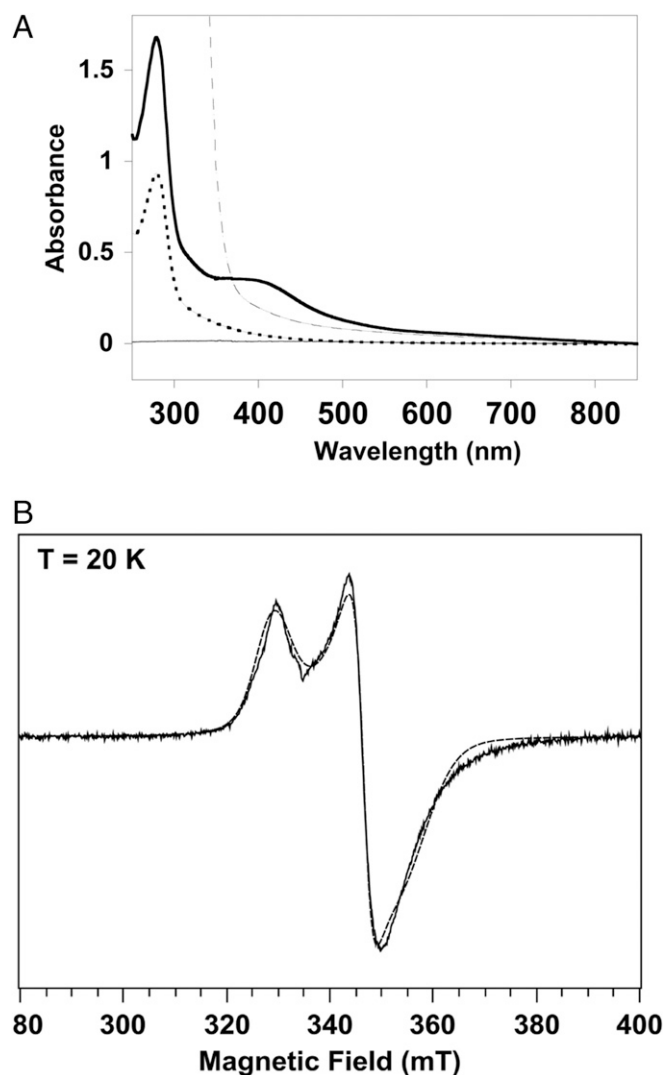 A
1.5
1
0.5
0
Absorbance
300 400 500 600 700 800
Wavelength (nm)
B
T = 20 K
80 300 320 340 360 380 400
Magnetic Field (mT)